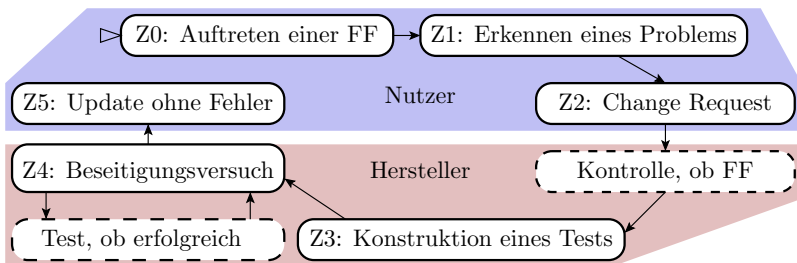 Z0: Auftreten einer FF
Z1: Erkennen eines Problems
Z5: Update ohne Fehler
Nutzer
Z2: Change Request
Z4: Beseitigungsversuch
Hersteller
Kontrolle, ob FF
Test, ob erfolgreich
Z3: Konstruktion eines Tests